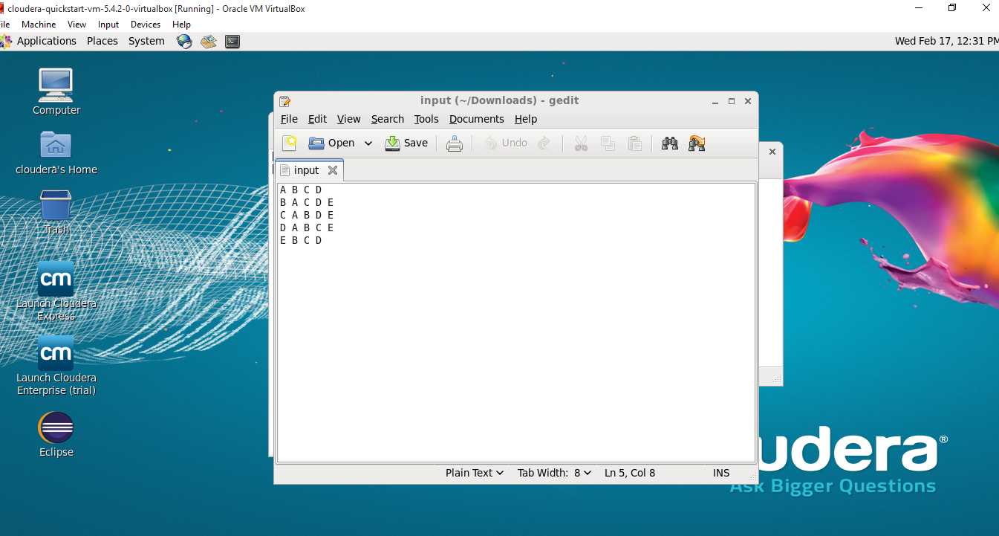 cloudera-quickstart-vm-5.4.2-0-virtualbox [Running] - Oracle VM VirtualBox
ile Machine View Input Devices Help
Applications Places System
Wed Feb 17, 12:31 PM
Computer
cloudera's Home
Trash
cm
Launch Cloudera
Express
cm
Launch Cloudera
Enterprise (trial)
Eclipse
input (~/Downloads) - gedit
File Edit View Search Tools Documents Help
Open Save Undo
input
A B C D
B A C D E
C A B D E
D A B C E
E B C D
Plain Text Tab Width: 8 Ln 5, Col 8 INS
oudera®
Ask Bigger Questions